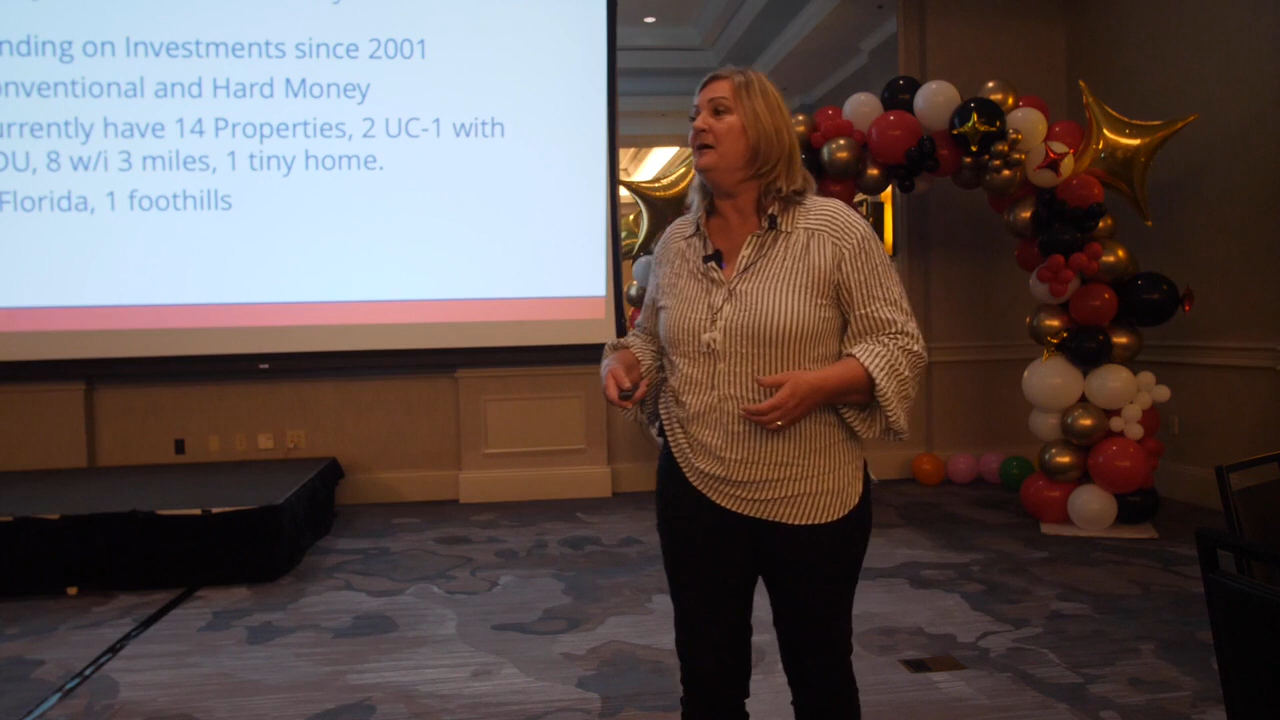 nding on Investments since 2001
onventional and Hard Money
urrently have 14 Properties, 2 UC-1 with
DU, 8 w/i 3 miles, 1 tiny home.
Florida, 1 foothills